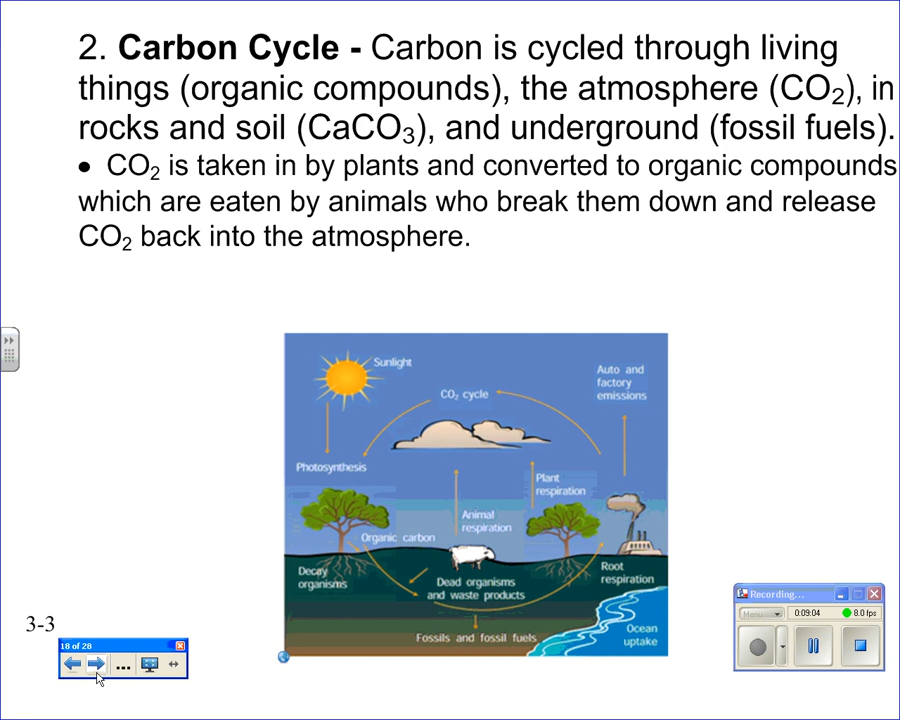 2. Carbon Cycle - Carbon is cycled through living
things (organic compounds), the atmosphere (CO₂), in
rocks and soil (CaCO₃), and underground (fossil fuels).
• CO₂ is taken in by plants and converted to organic compounds
which are eaten by animals who break them down and release
CO₂ back into the atmosphere.
Sunlight
CO₂ cycle
Auto and
factory
emissions
Photosynthesis
Plant
respiration
Animal
respiration
Organic carbon
Decay
organisms
Dead organisms
and waste products
Root
respiration
Fossils and fossil fuels
Ocean
uptake
3-3
18 of 28
...
Recording...
Menu
0:09:04
8.0 fps